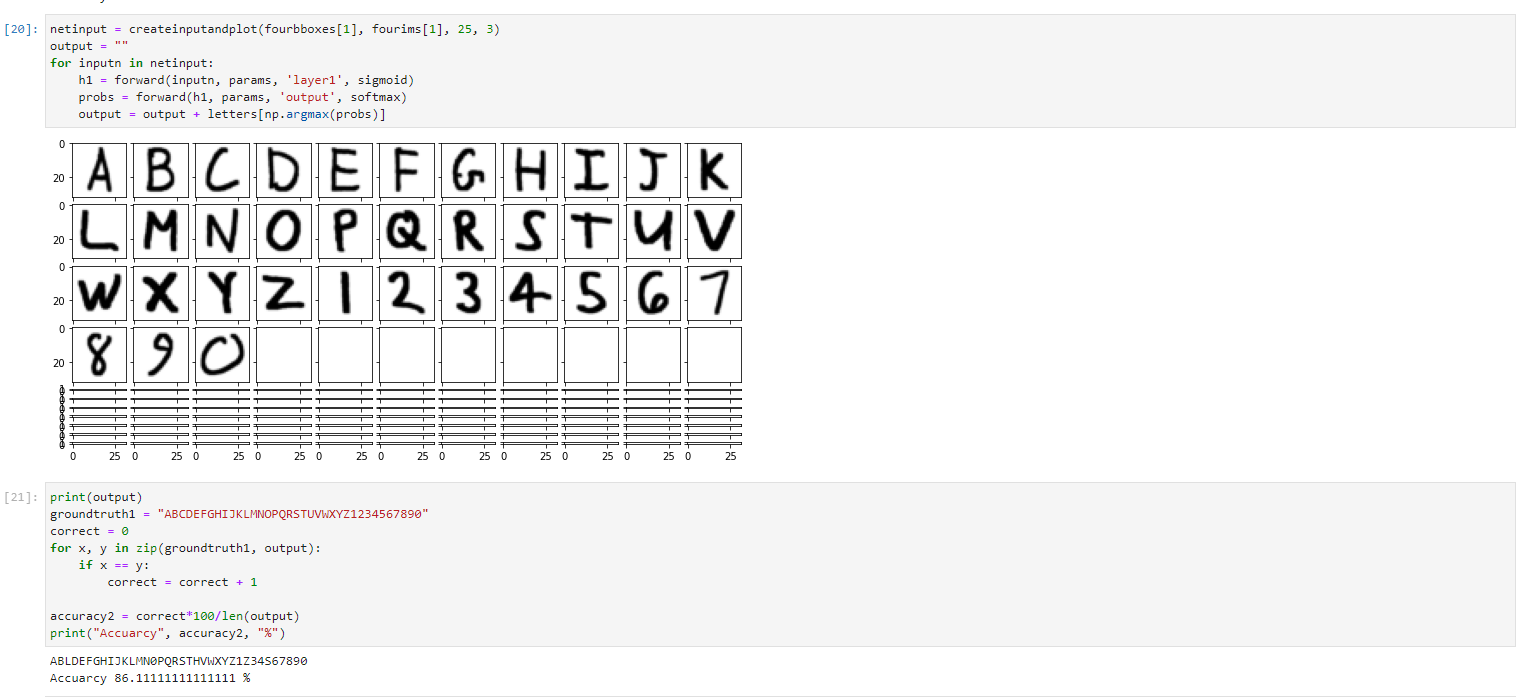 [20]: netinput = createinputandplot(fourbboxes[1], fourims[1], 25, 3)
output = ""
for inputn in netinput:
    h1 = forward(inputn, params, 'layer1', sigmoid)
    probs = forward(h1, params, 'output', softmax)
    output = output + letters[np.argmax(probs)]
0
20 A B C D E F G H I J K
0
20 L M N O P Q R S T U V
0
20 W X Y Z 1 2 3 4 5 6 7
0
20 8 9 0
0 25 0 25 0 25 0 25 0 25 0 25 0 25 0 25 0 25 0 25 0 25
[21]: print(output)
groundtruth1 = "ABCDEFGHIJKLMNOPQRSTUVWXYZ1234567890"
correct = 0
for x, y in zip(groundtruth1, output):
    if x == y:
        correct = correct + 1
accuracy2 = correct*100/len(output)
print("Accuarcy", accuracy2, "%")
ABLDEFGHIJKLMN0PQRSTHVWXYZ1Z34S67890
Accuarcy 86.11111111111111 %